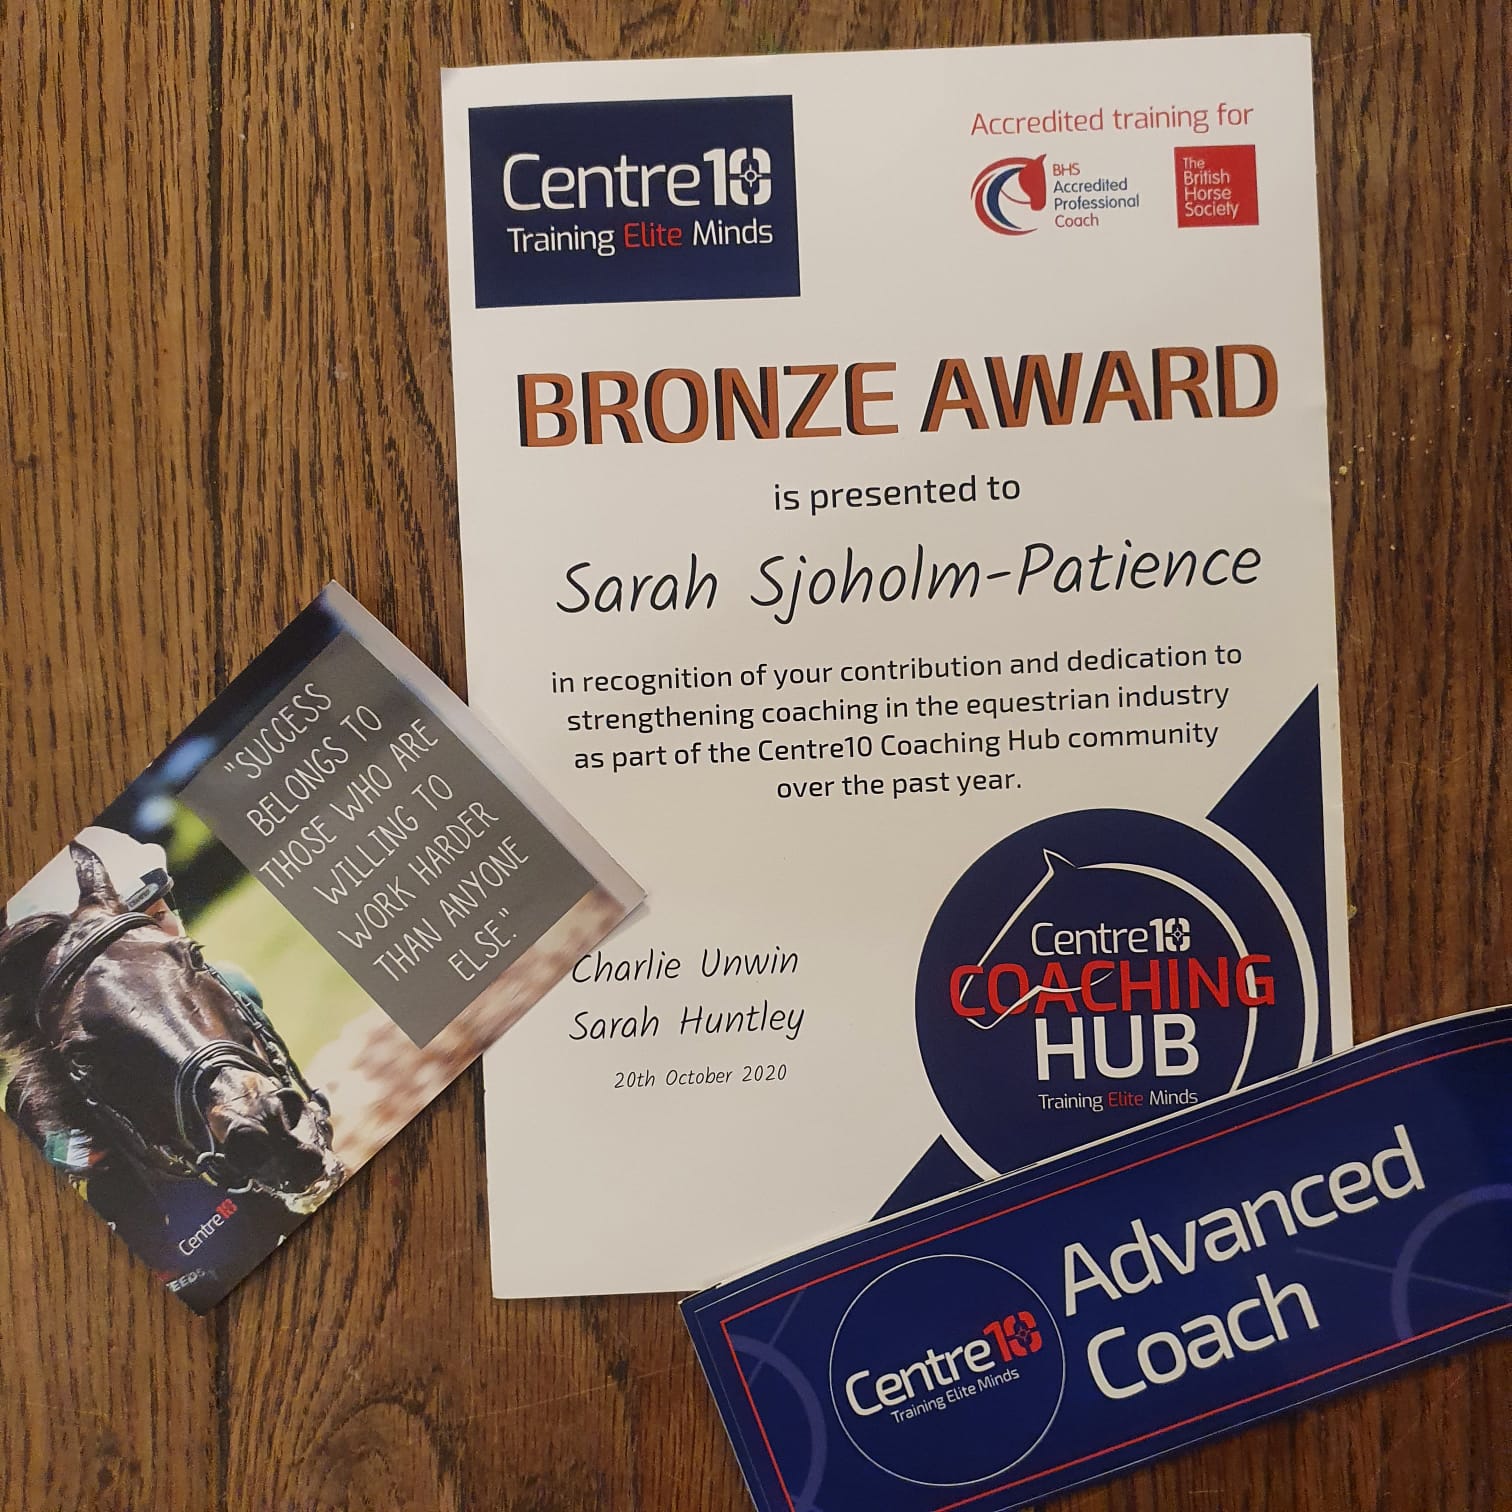 Centre10
Training Elite Minds
Accredited training for
BHS
Accredited
Professional
Coach
The
British
Horse
Society
BRONZE AWARD
is presented to
Sarah Sjoholm-Patience
in recognition of your contribution and dedication to
strengthening coaching in the equestrian industry
as part of the Centre10 Coaching Hub community
over the past year.
Charlie Unwin
Sarah Huntley
20th October 2020
Centre10
COACHING
HUB
Training Elite Minds
"SUCCESS
BELONGS TO
THOSE WHO ARE
WILLING TO
WORK HARDER
THAN ANYONE
ELSE."
Centre10
Centre10
Training Elite Minds
Advanced
Coach